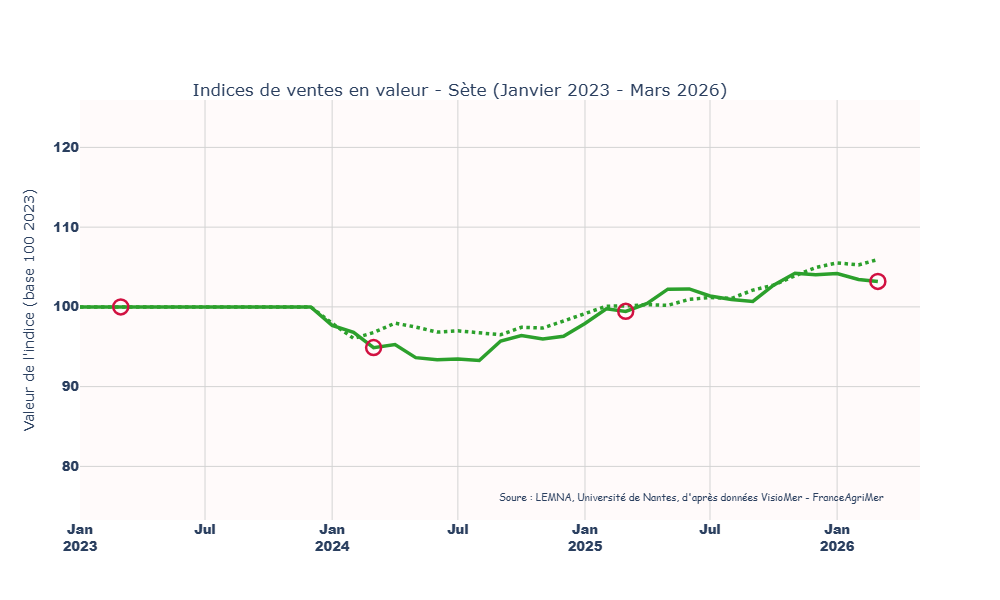 Indices de ventes en valeur - Sète (Janvier 2023 - Mars 2026)
Valeur de l'Indice (base 100 2023)
120
110
100
90
80
Soure : LEMNA, Université de Nantes, d'après données VisioMer - FranceAgriMer
Jan Jul Jan Jul Jan Jul Jan
2023 2024 2025 2026